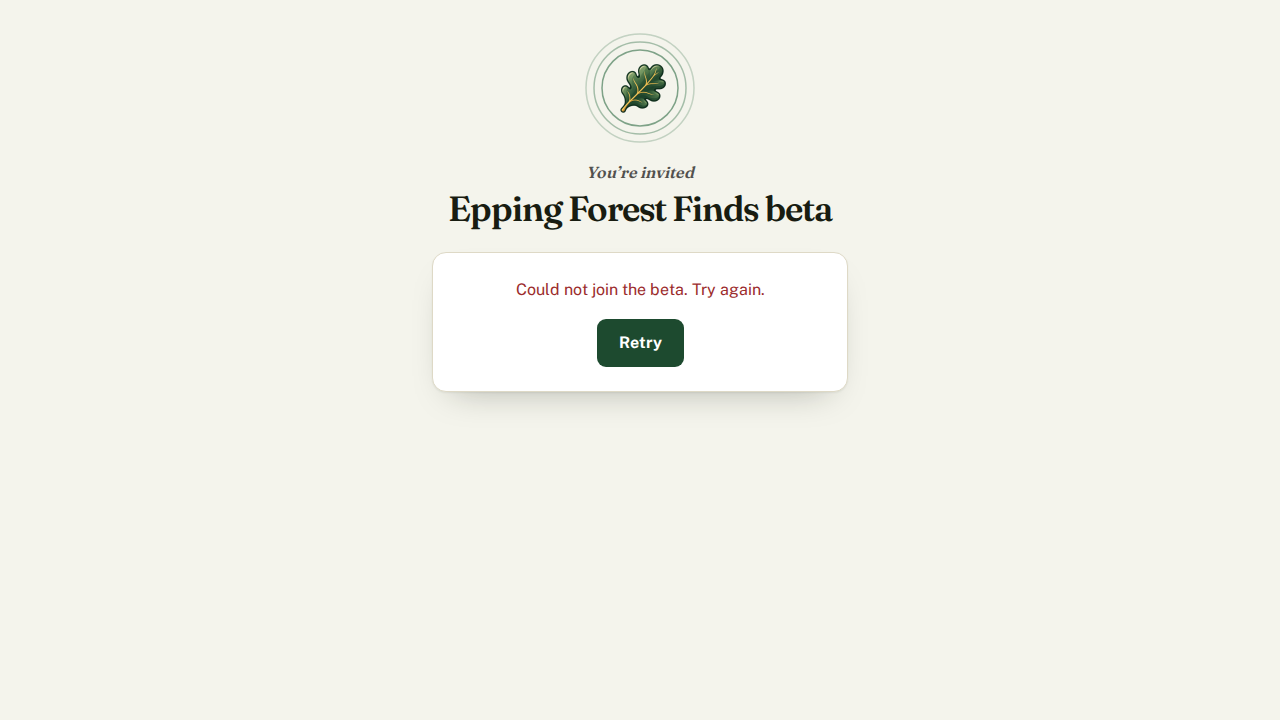 You’re invited
Epping Forest Finds beta
Could not join the beta. Try again.
Retry